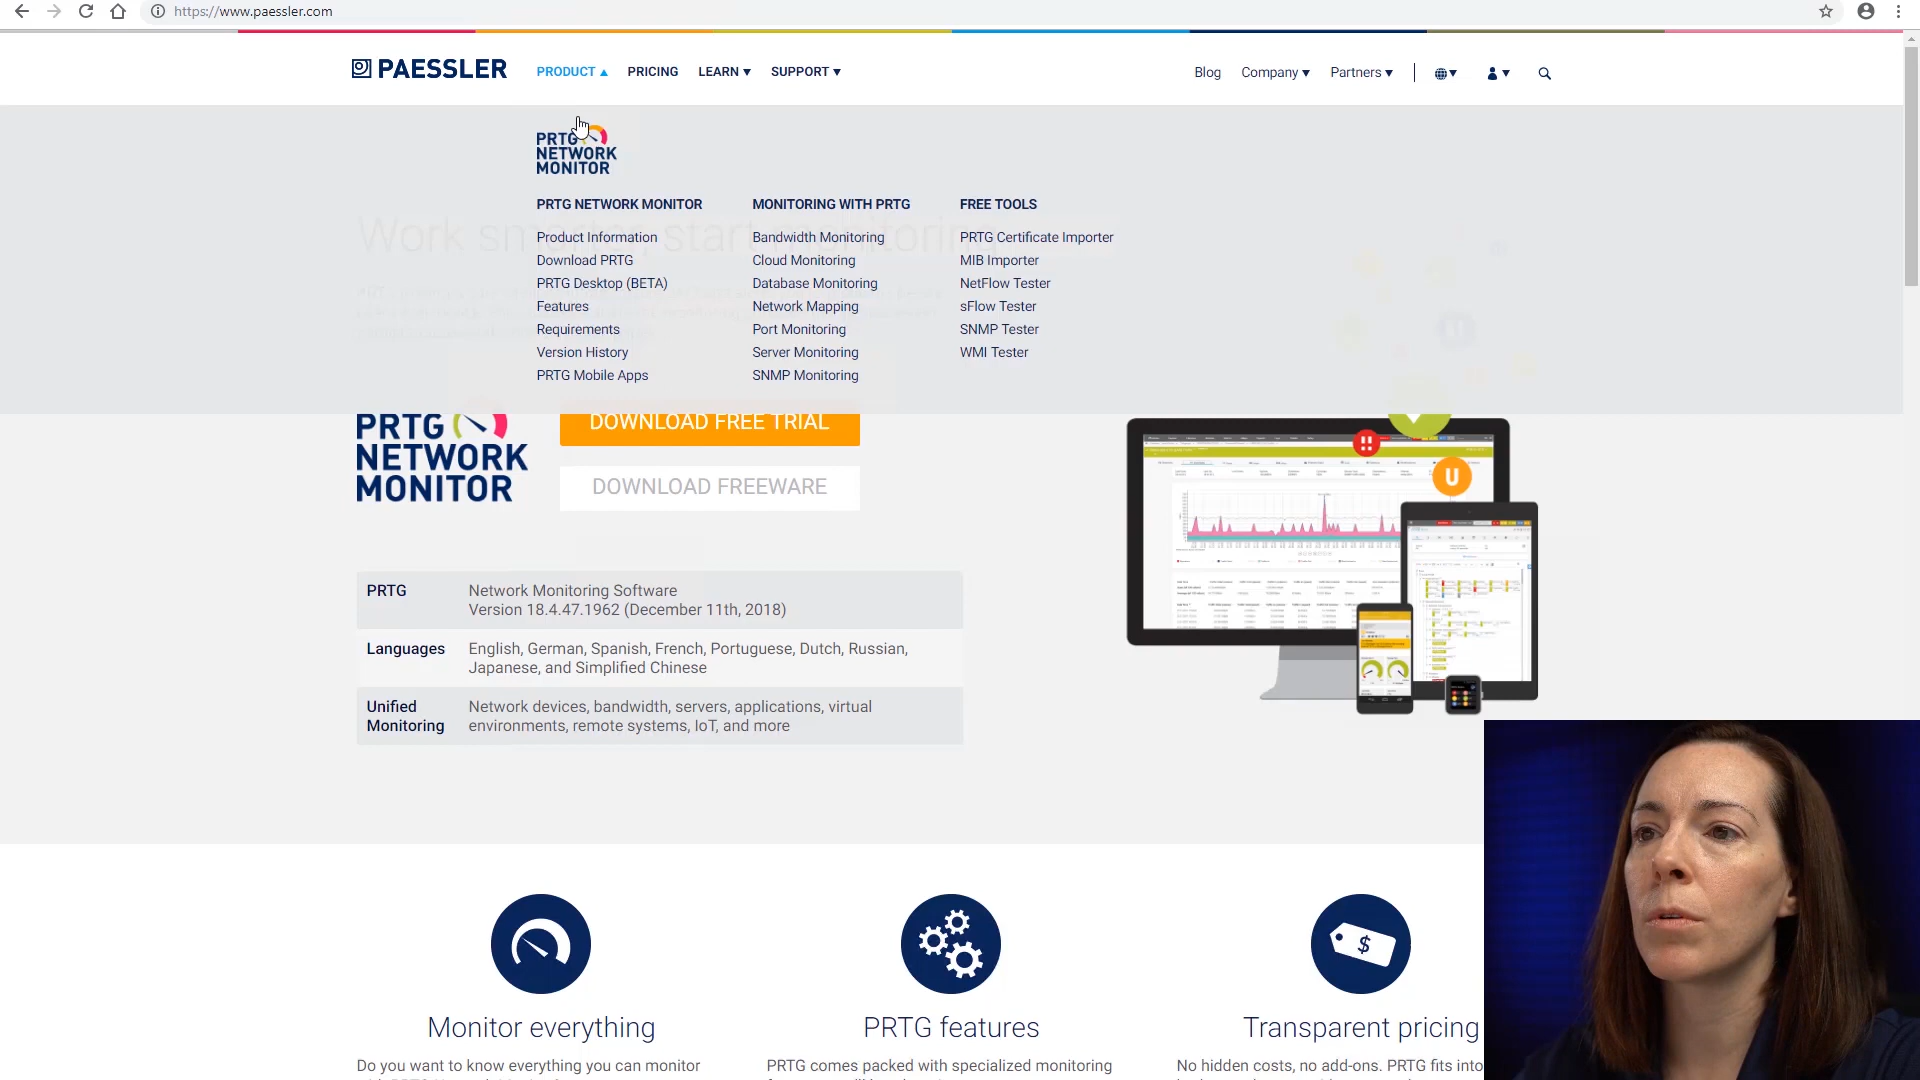 https://www.paessler.com
PAESSLER
PRODUCT
PRICING
LEARN
SUPPORT
Blog
Company
Partners
PRTG
NETWORK
MONITOR
PRTG NETWORK MONITOR
Product Information
Download PRTG
PRTG Desktop (BETA)
Features
Requirements
Version History
PRTG Mobile Apps
MONITORING WITH PRTG
Bandwidth Monitoring
Cloud Monitoring
Database Monitoring
Network Mapping
Port Monitoring
Server Monitoring
SNMP Monitoring
FREE TOOLS
PRTG Certificate Importer
MIB Importer
NetFlow Tester
sFlow Tester
SNMP Tester
WMI Tester
Work smarter, start monitoring
PRTG
NETWORK
MONITOR
DOWNLOAD FREE TRIAL
DOWNLOAD FREEWARE
PRTG
Network Monitoring Software
Version 18.4.47.1962 (December 11th, 2018)
Languages
English, German, Spanish, French, Portuguese, Dutch, Russian,
Japanese, and Simplified Chinese
Unified
Monitoring
Network devices, bandwidth, servers, applications, virtual
environments, remote systems, IoT, and more
!!
U
$
Monitor everything
Do you want to know everything you can monitor
PRTG features
PRTG comes packed with specialized monitoring
Transparent pricing
No hidden costs, no add-ons. PRTG fits into